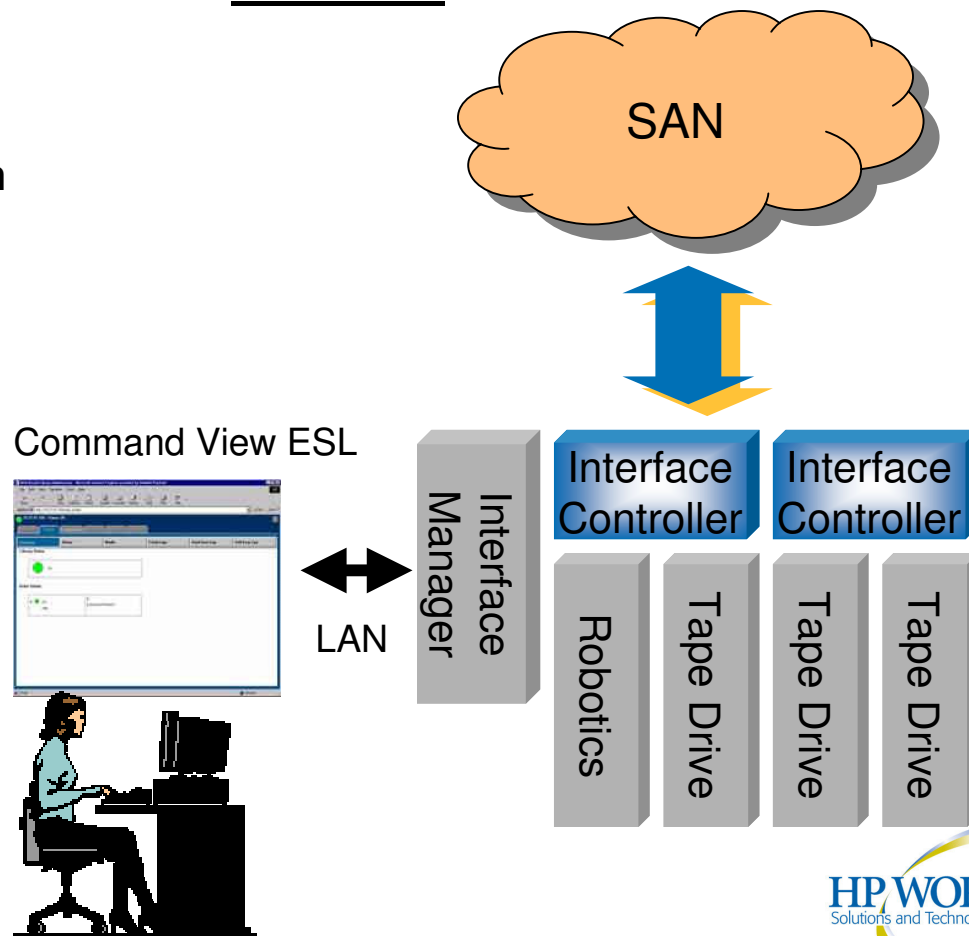 SAN
Command View ESL
LAN
Interface
Manager
Interface
Controller
Interface
Controller
Robotics
Tape Drive
Tape Drive
Tape Drive
HP WO
Solutions and Techno